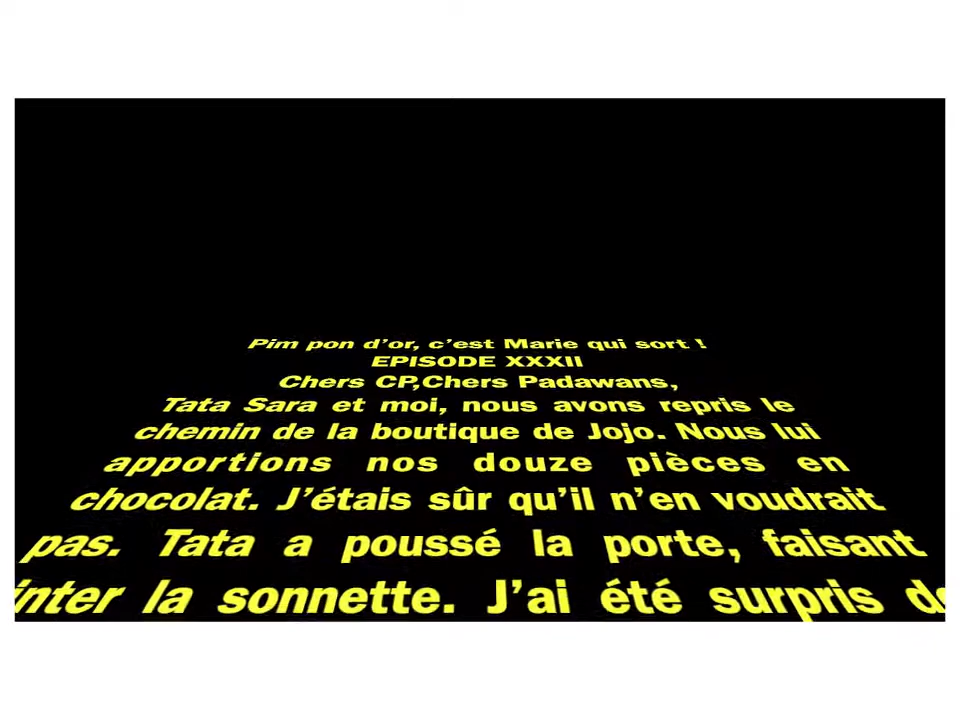 Pim pon d'or, c'est Marie qui sort !
EPISODE XXXII
Chers CP,Chers Padawans,
Tata Sara et moi, nous avons repris le
chemin de la boutique de Jojo. Nous lui
apportions nos douze pièces en
chocolat. J'étais sûr qu'il n'en voudrait
pas. Tata a poussé la porte, faisant
la sonnette. J'ai été surpris